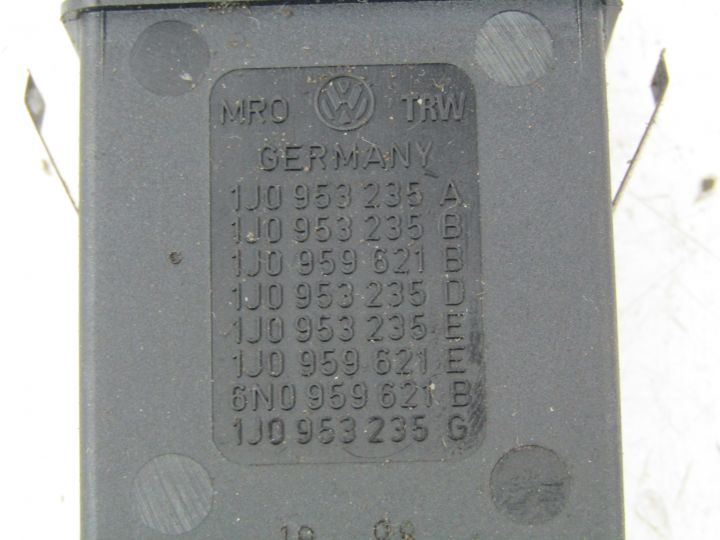 MRO VW TRW
GERMANY
1J0 953 235 A
1J0 953 235 B
1J0 959 621 B
1J0 953 235 D
1J0 953 235 E
1J0 959 621 E
6N0 959 621 B
1J0 953 235 G